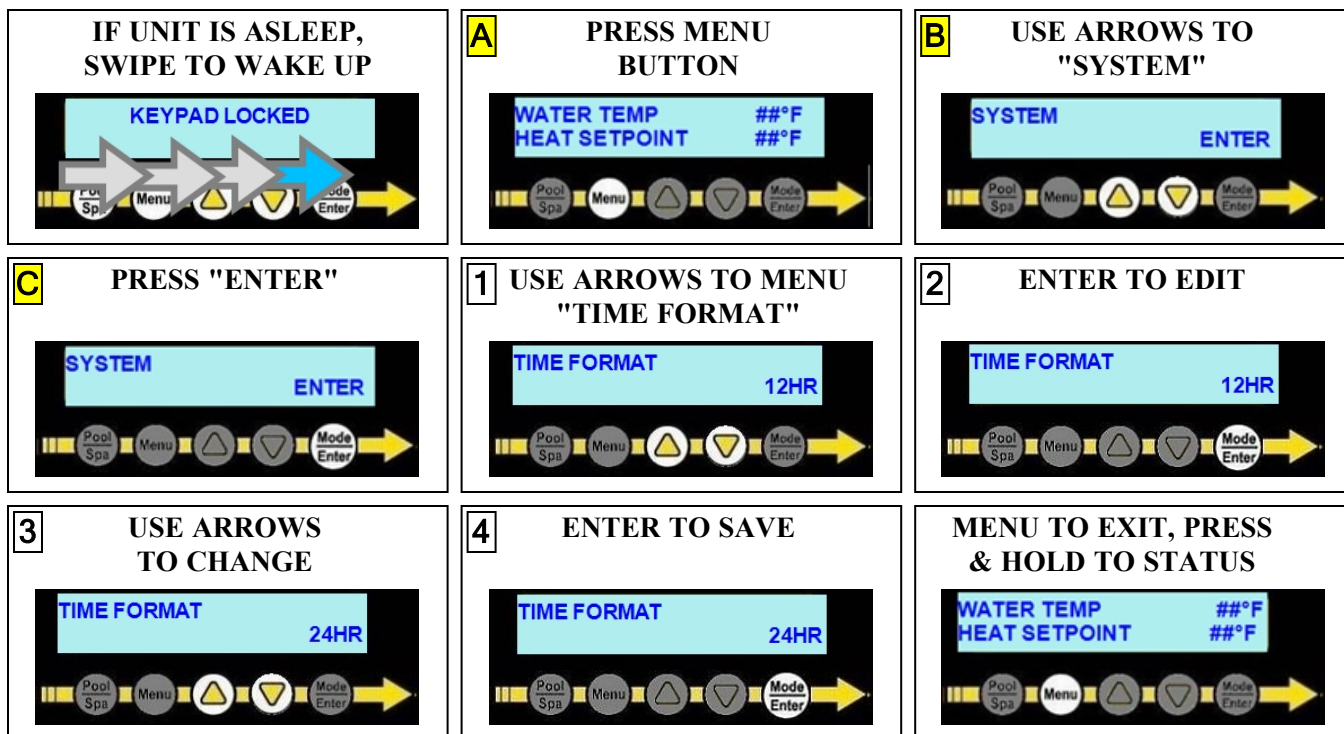 IF UNIT IS ASLEEP,
SWIPE TO WAKE UP
KEYPAD LOCKED
Pool
Spa
Menu
Mode
Enter
A
PRESS MENU
BUTTON
WATER TEMP ##°F
HEAT SETPOINT ##°F
Pool
Spa
Menu
Mode
Enter
B
USE ARROWS TO
"SYSTEM"
SYSTEM
ENTER
Pool
Spa
Menu
Mode
Enter
C
PRESS "ENTER"
SYSTEM
ENTER
Pool
Spa
Menu
Mode
Enter
1
USE ARROWS TO MENU
"TIME FORMAT"
TIME FORMAT
12HR
Pool
Spa
Menu
Mode
Enter
2
ENTER TO EDIT
TIME FORMAT
12HR
Pool
Spa
Menu
Mode
Enter
3
USE ARROWS
TO CHANGE
TIME FORMAT
24HR
Pool
Spa
Menu
Mode
Enter
4
ENTER TO SAVE
TIME FORMAT
24HR
Pool
Spa
Menu
Mode
Enter
MENU TO EXIT, PRESS
& HOLD TO STATUS
WATER TEMP ##°F
HEAT SETPOINT ##°F
Pool
Spa
Menu
Mode
Enter